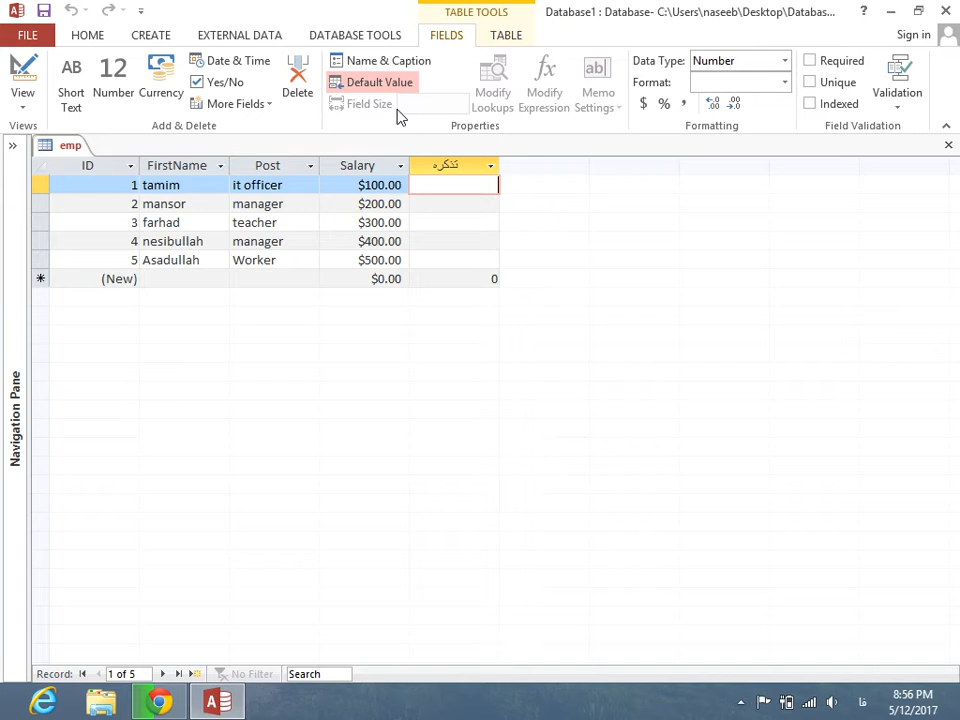 TABLE TOOLS
Database1 : Database- C:\Users\naseeb\Desktop\Databas...
?
FILE HOME CREATE EXTERNAL DATA DATABASE TOOLS FIELDS TABLE
Sign in
View
Views
AB
Short Text
12
Number
Currency
Date & Time
Yes/No
More Fields
Delete
Add & Delete
Name & Caption
Default Value
Field Size
Modify Lookups
fx
Modify Expression
ab
Memo Settings
Properties
Data Type: Number
Format:
$ % , .00 .00
Formatting
Required
Unique
Indexed
Validation
Field Validation
» emp
ID FirstName Post Salary تذکره
1 tamim it officer $100.00
2 mansor manager $200.00
3 farhad teacher $300.00
4 nesibullah manager $400.00
5 Asadullah Worker $500.00
(New) $0.00 0
Navigation Pane
Record: 1 of 5 No Filter Search
فا
8:56 PM
5/12/2017